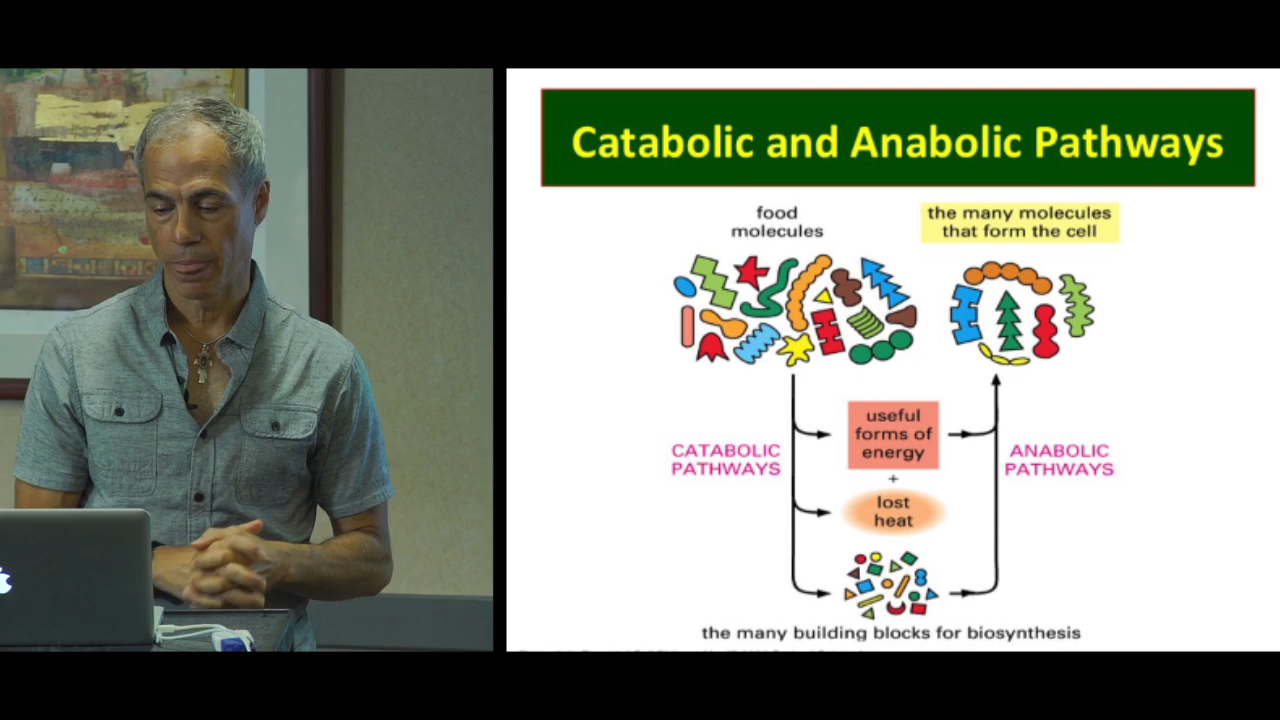 Catabolic and Anabolic Pathways
food
molecules
the many molecules
that form the cell
CATABOLIC
PATHWAYS
useful
forms of
energy
+
lost
heat
ANABOLIC
PATHWAYS
the many building blocks for biosynthesis